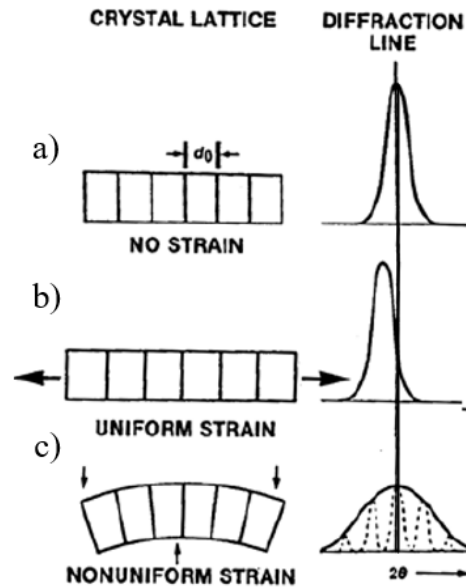 CRYSTAL LATTICE
DIFFRACTION LINE
a)
d₀
NO STRAIN
b)
UNIFORM STRAIN
c)
NONUNIFORM STRAIN
2θ